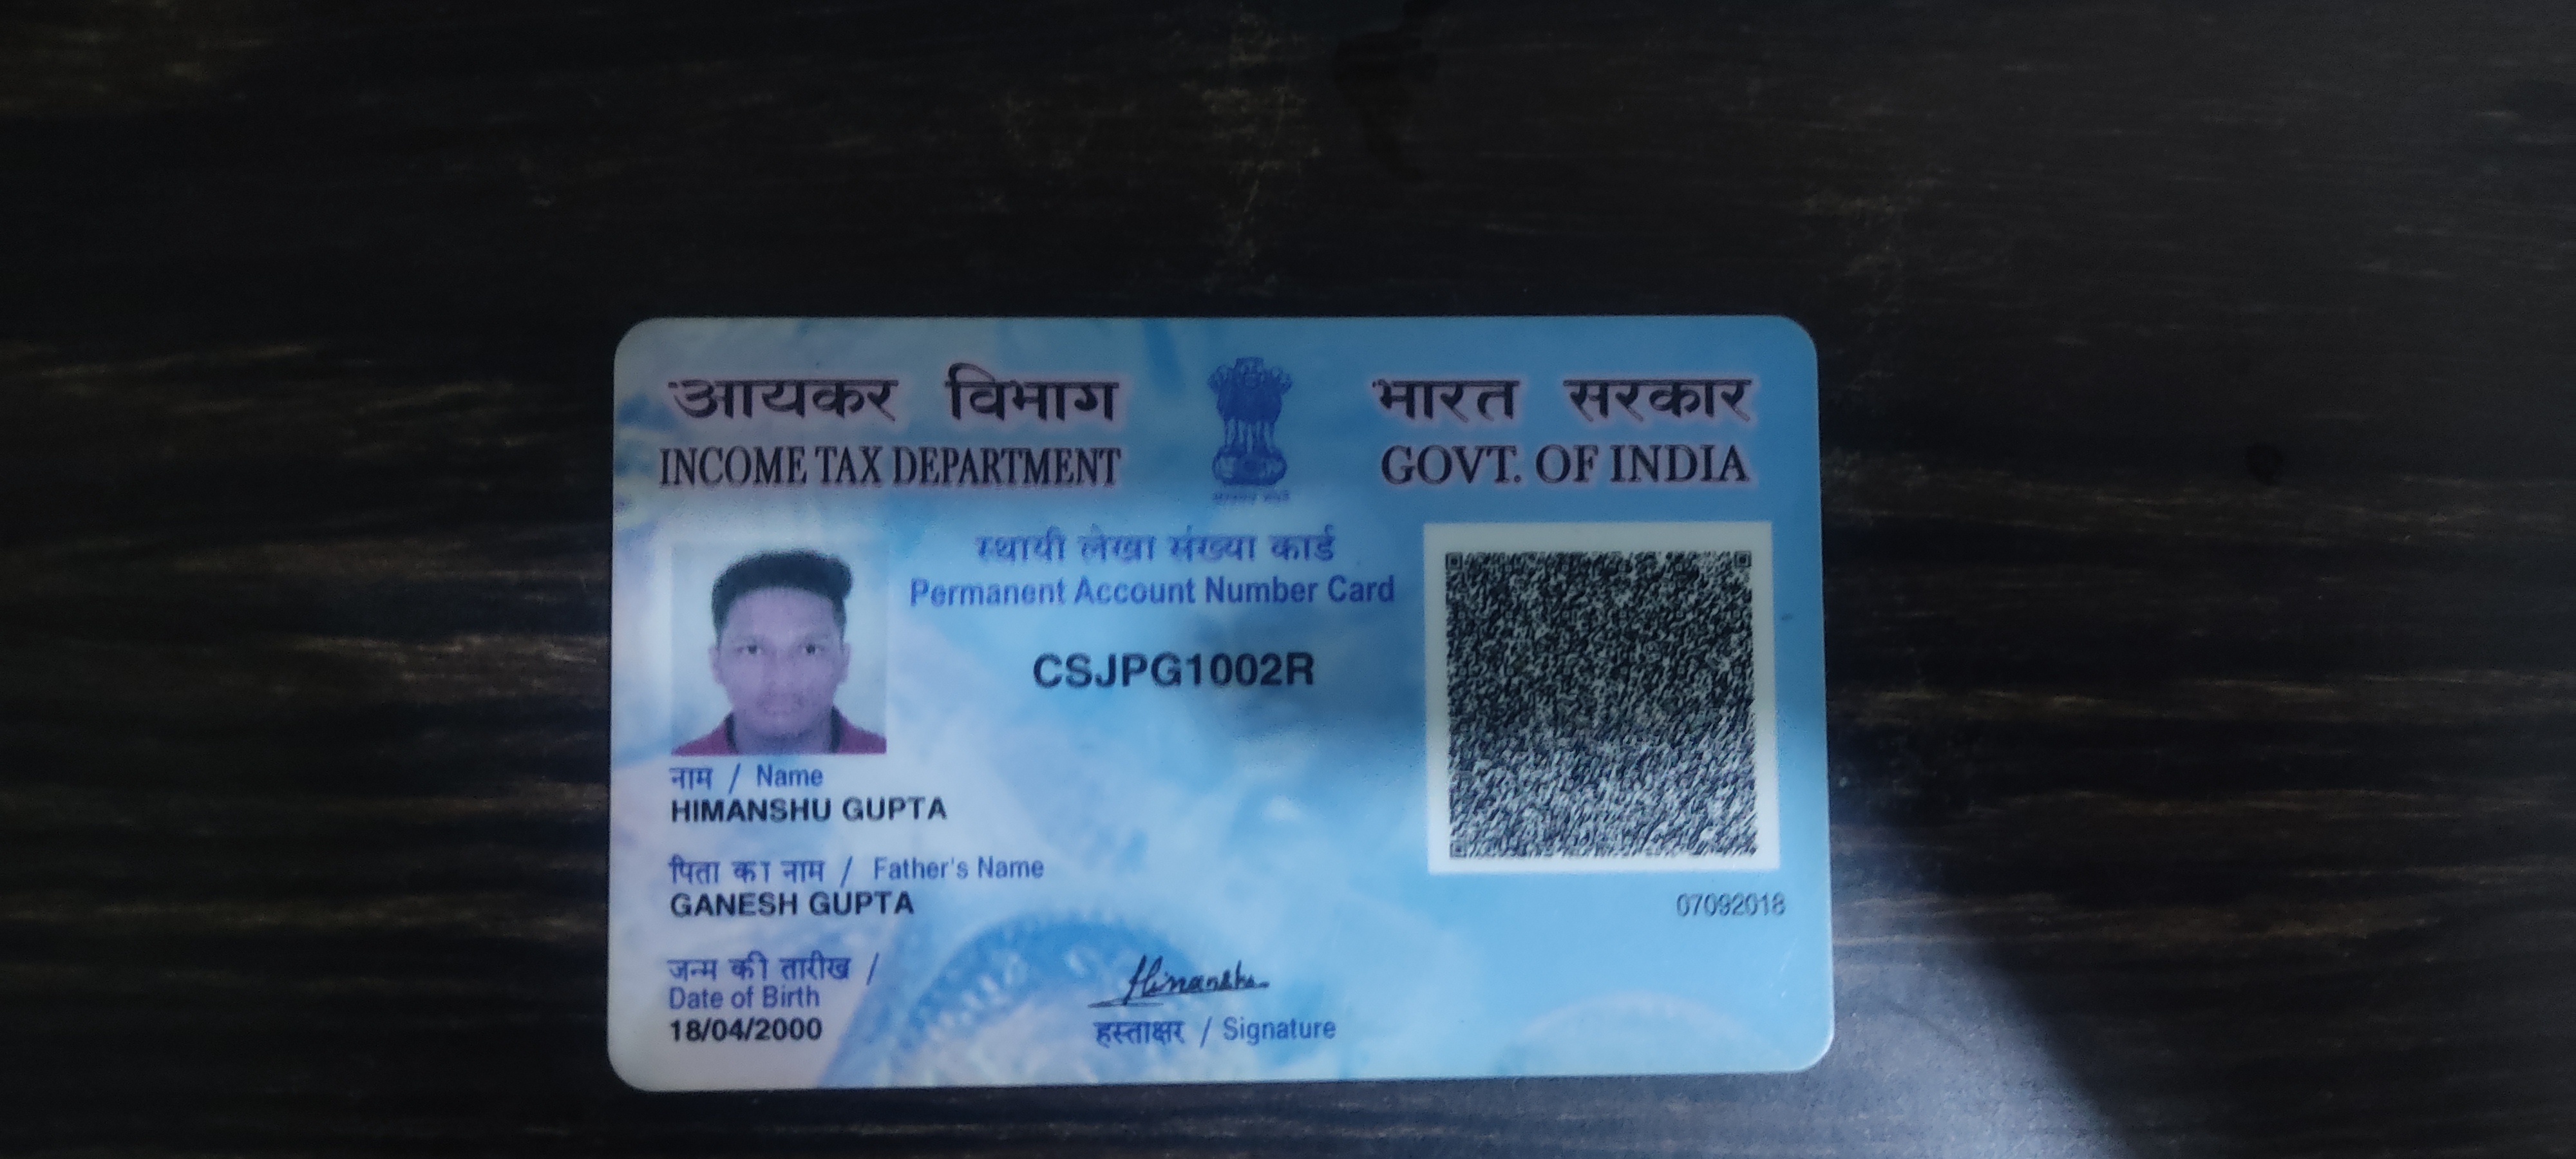 आयकर विभाग
INCOME TAX DEPARTMENT
भारत सरकार
GOVT. OF INDIA
स्थायी लेखा संख्या कार्ड
Permanent Account Number Card
CSJPG1002R
नाम / Name
HIMANSHU GUPTA
पिता का नाम / Father's Name
GANESH GUPTA
जन्म की तारीख /
Date of Birth
18/04/2000
Himanshu
हस्ताक्षर / Signature
07092018